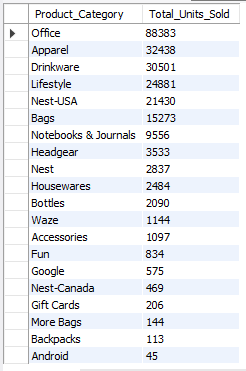 Product_Category Total_Units_Sold
Office 88383
Apparel 32438
Drinkware 30501
Lifestyle 24881
Nest-USA 21430
Bags 15273
Notebooks & Journals 9556
Headgear 3533
Nest 2837
Housewares 2484
Bottles 2090
Waze 1144
Accessories 1097
Fun 834
Google 575
Nest-Canada 469
Gift Cards 206
More Bags 144
Backpacks 113
Android 45